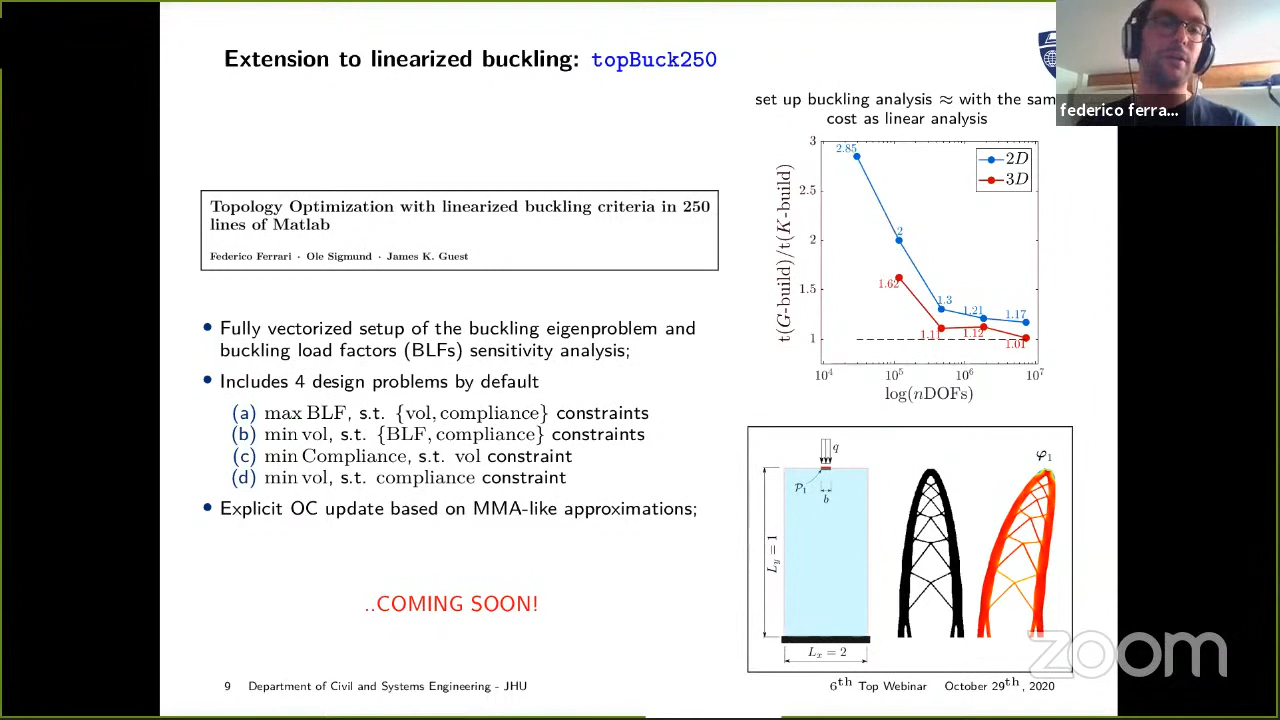 Extension to linearized buckling: topBuck250
federico ferra...
set up buckling analysis ≈ with the sam
cost as linear analysis
Topology Optimization with linearized buckling criteria in 250
lines of Matlab
Federico Ferrari · Ole Sigmund · James K. Guest
• Fully vectorized setup of the buckling eigenproblem and
buckling load factors (BLFs) sensitivity analysis;
• Includes 4 design problems by default
(a) max BLF, s.t. {vol, compliance} constraints
(b) min vol, s.t. {BLF, compliance} constraints
(c) min Compliance, s.t. vol constraint
(d) min vol, s.t. compliance constraint
• Explicit OC update based on MMA-like approximations;
..COMING SOON!
t(G-build)/t(K-build)
3
2.5
2
1.5
1
2.85
2
1.3
1.21
1.17
1.62
1.11
1.12
1.01
2D
3D
10^4
10^5
10^6
10^7
log(nDOFs)
q
P₁
b
L_y = 1
L_x = 2
φ₁
zoom
9 Department of Civil and Systems Engineering - JHU
6th Top Webinar October 29th, 2020